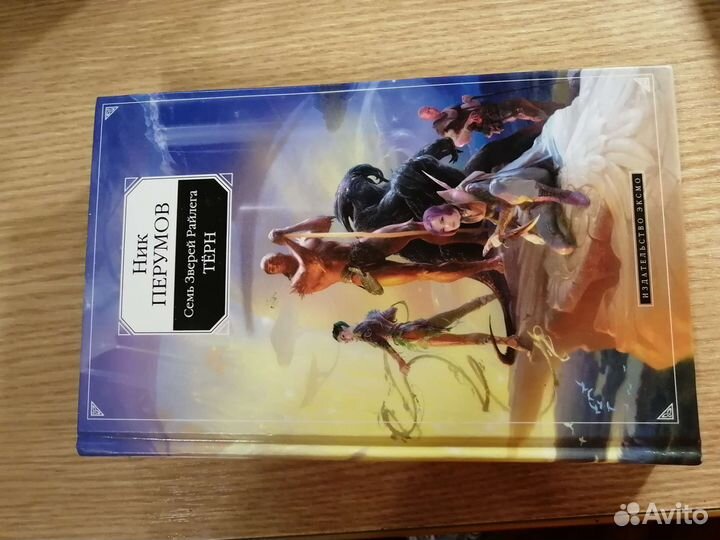 Ник
ПЕРУМОВ
Семь Зверей Райлега
ТЁРН
ИЗДАТЕЛЬСТВО ЭКСМО
Avito